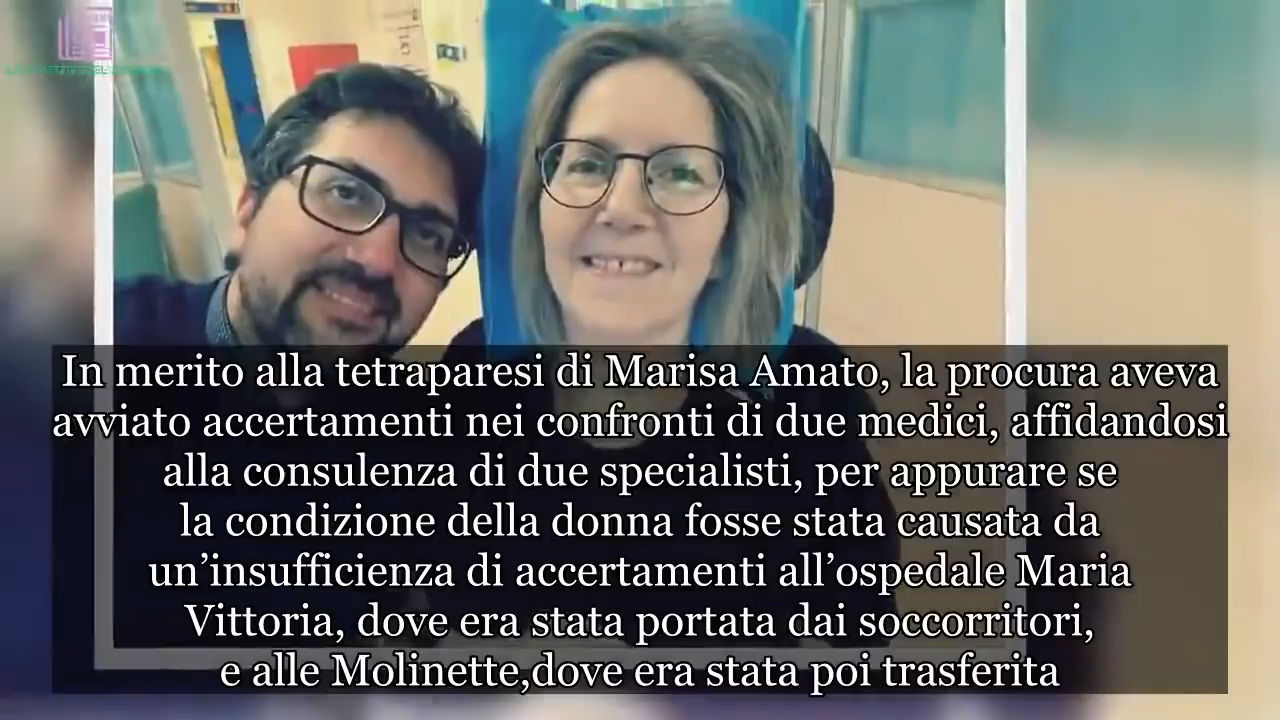 In merito alla tetraparesi di Marisa Amato, la procura aveva
avviato accertamenti nei confronti di due medici, affidandosi
alla consulenza di due specialisti, per appurare se
la condizione della donna fosse stata causata da
un’insufficienza di accertamenti all’ospedale Maria
Vittoria, dove era stata portata dai soccorritori,
e alle Molinette,dove era stata poi trasferita